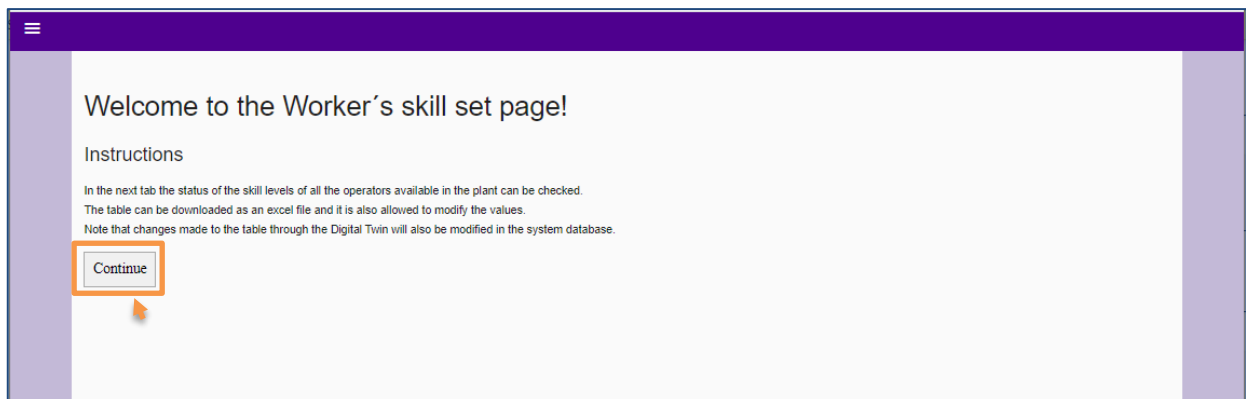 Welcome to the Worker´s skill set page!
Instructions
In the next tab the status of the skill levels of all the operators available in the plant can be checked.
The table can be downloaded as an excel file and it is also allowed to modify the values.
Note that changes made to the table through the Digital Twin will also be modified in the system database.
Continue